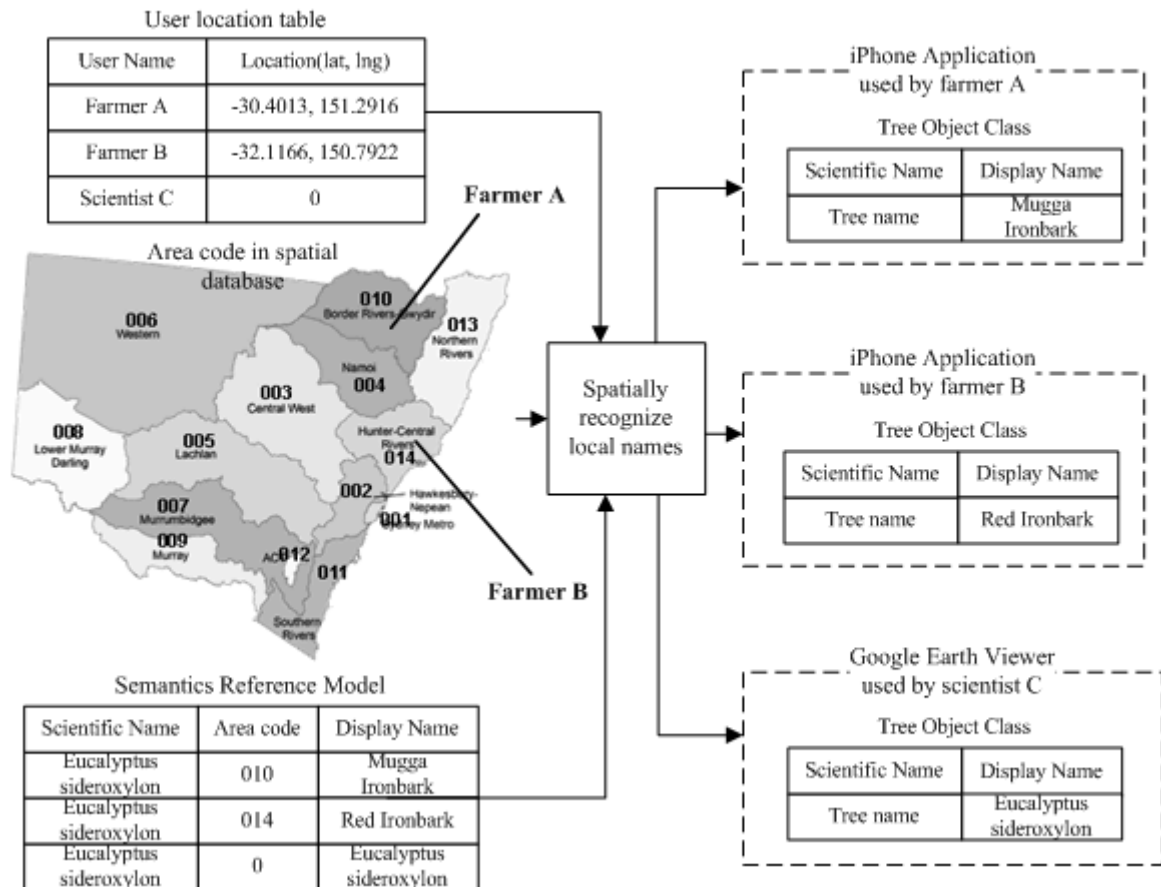 User location table
User Name Location(lat, lng)
Farmer A -30.4013, 151.2916
Farmer B -32.1166, 150.7922
Scientist C 0
Farmer A
Area code in spatial
database
010
Border Rivers-Gwydir
006
Western
013
Northern
Rivers
Namoi
004
003
Central West
008
Lower Murray
Darling
005
Lachlan
Hunter-Central
Rivers
014
002
Hawkesbury-
Nepean
001
Sydney Metro
007
Murrumbidgee
009
Murray
012
011
Southern
Rivers
Farmer B
Semantics Reference Model
Scientific Name Area code Display Name
Eucalyptus
sideroxylon 010 Mugga
Ironbark
Eucalyptus
sideroxylon 014 Red Ironbark
Eucalyptus
sideroxylon 0 Eucalyptus
sideroxylon
Spatially
recognize
local names
iPhone Application
used by farmer A
Tree Object Class
Scientific Name Display Name
Tree name Mugga
Ironbark
iPhone Application
used by farmer B
Tree Object Class
Scientific Name Display Name
Tree name Red Ironbark
Google Earth Viewer
used by scientist C
Tree Object Class
Scientific Name Display Name
Tree name Eucalyptus
sideroxylon